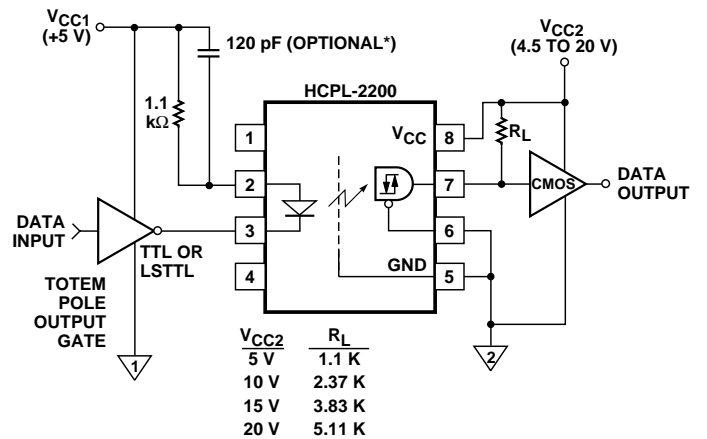 VCC1
(+5 V)
120 pF (OPTIONAL*)
VCC2
(4.5 TO 20 V)
HCPL-2200
1.1
kΩ
1
VCC
8
RL
2
7
CMOS
DATA
OUTPUT
DATA
INPUT
3
6
TTL OR
LSTTL
4
GND
5
TOTEM
POLE
OUTPUT
GATE
1
2
VCC2 RL
5 V 1.1 K
10 V 2.37 K
15 V 3.83 K
20 V 5.11 K